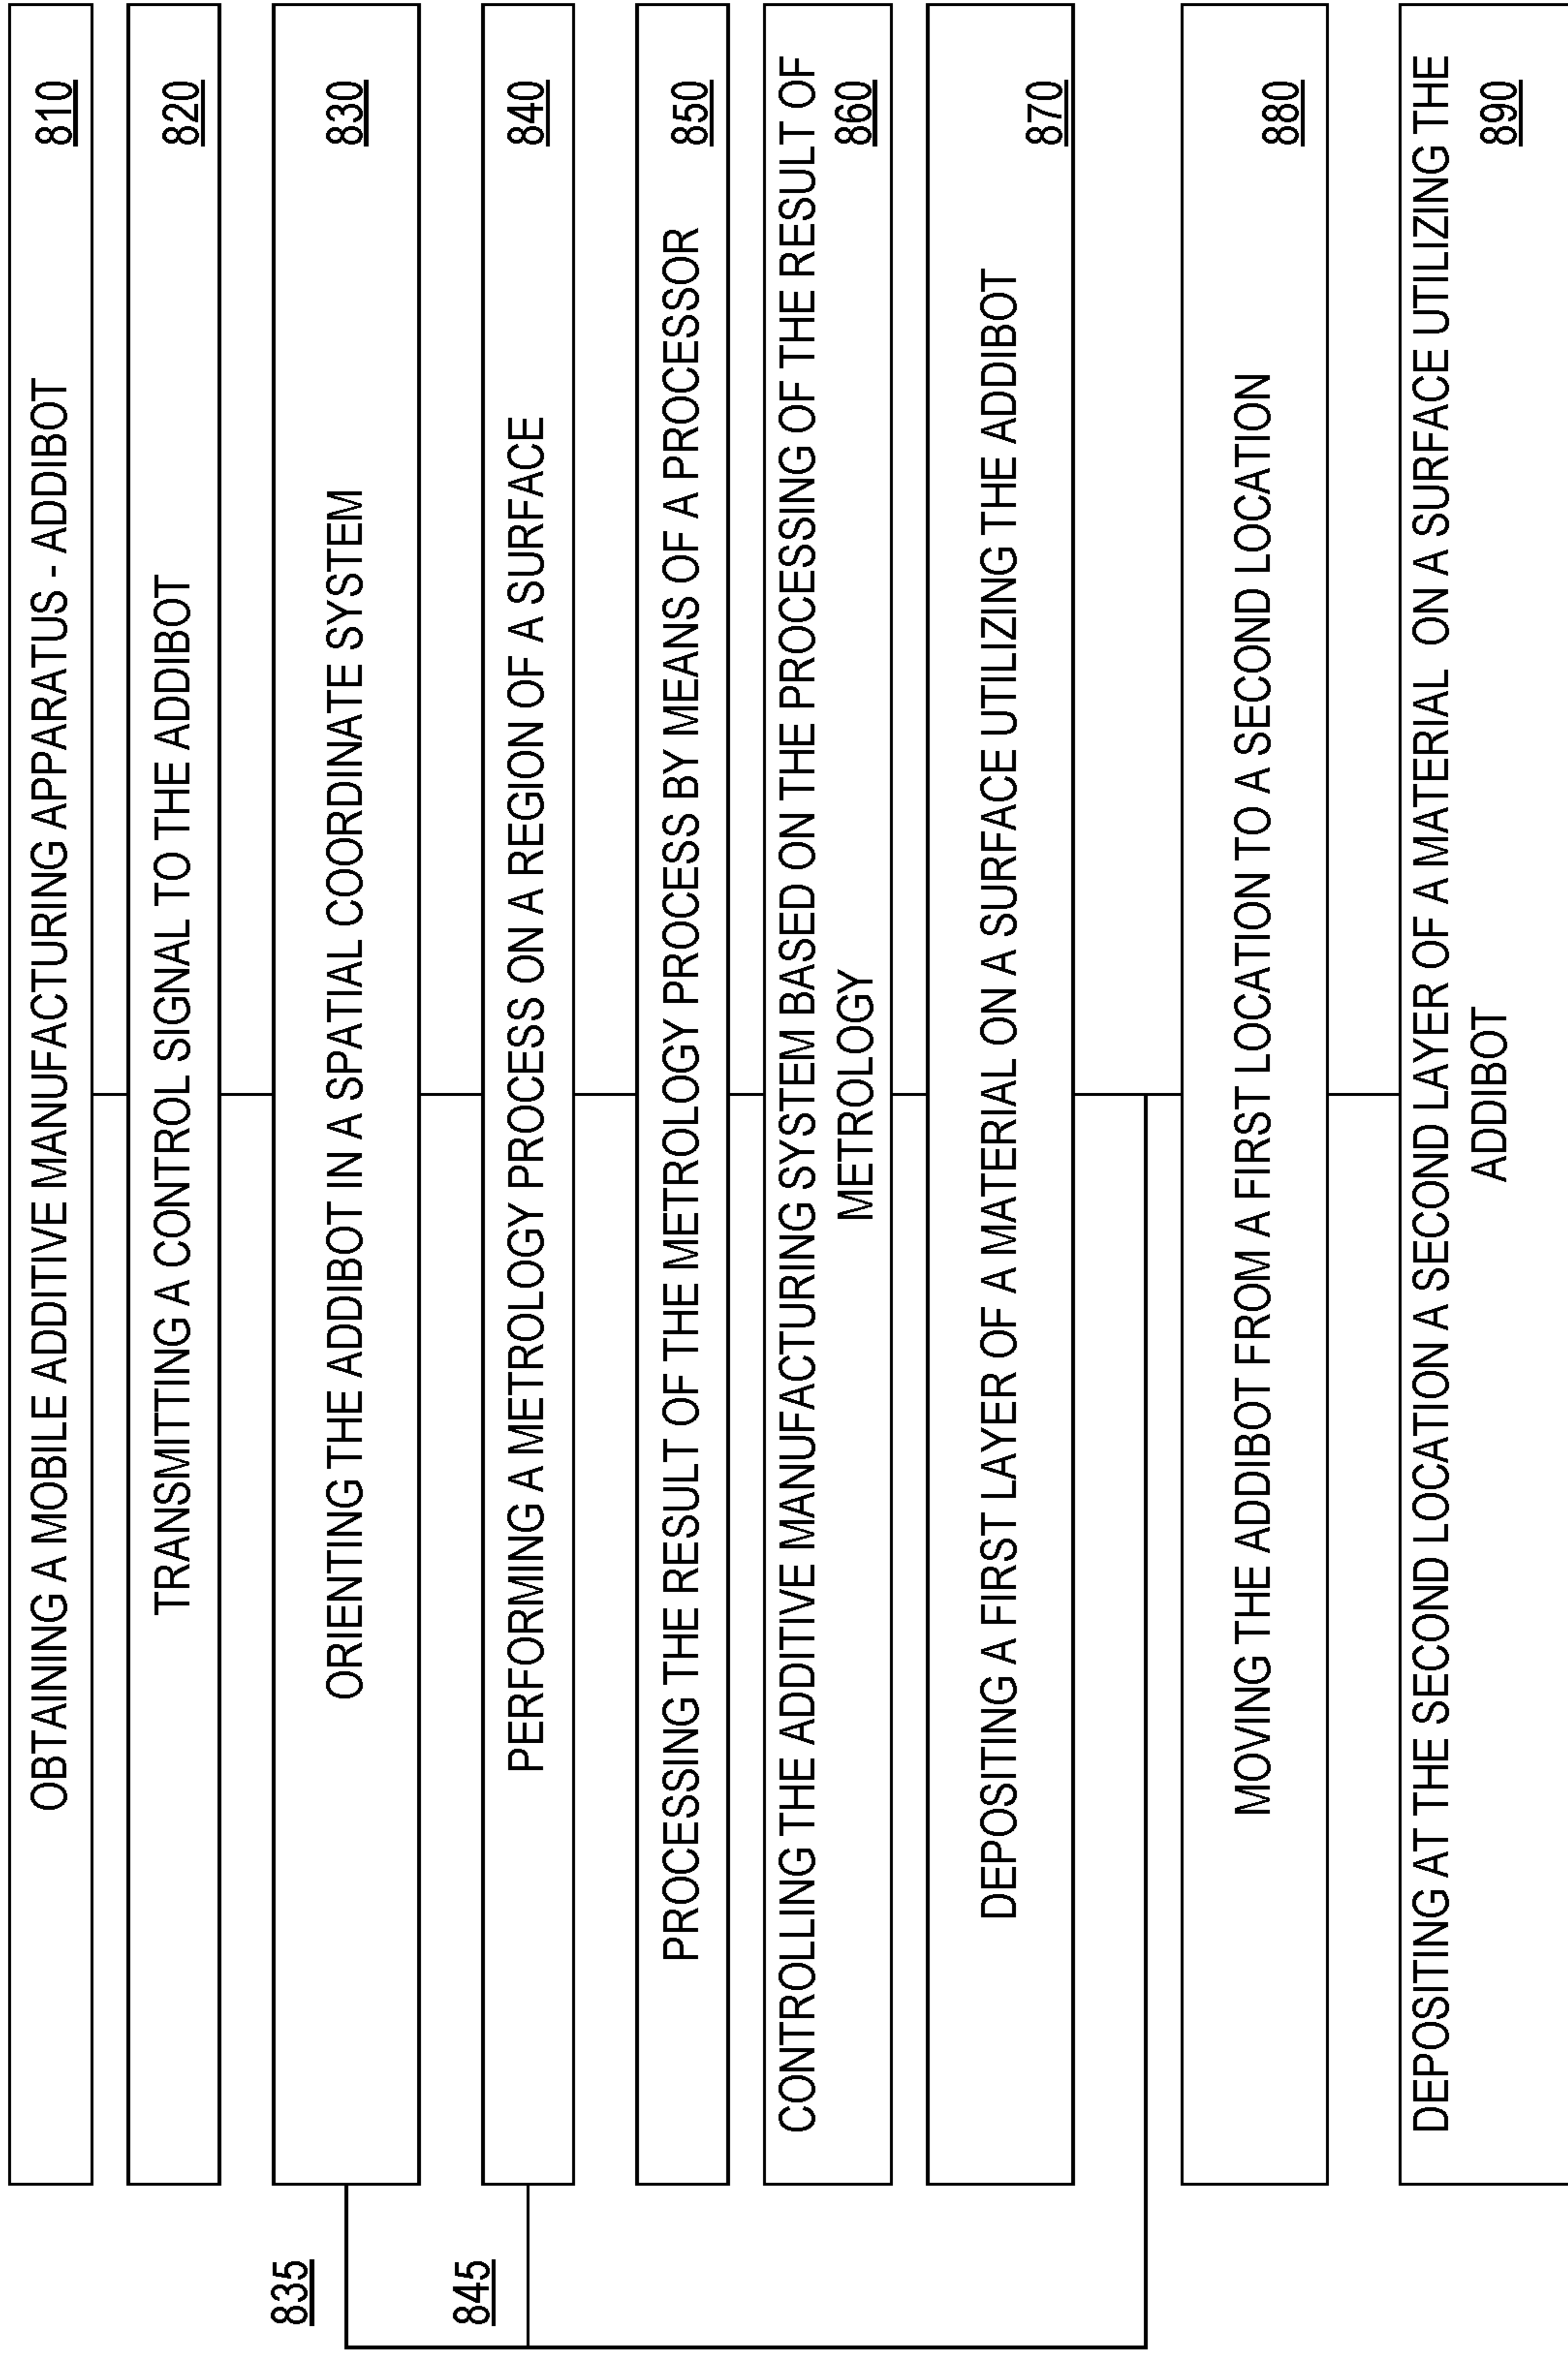 OBTAINING A MOBILE ADDITIVE MANUFACTURING APPARATUS - ADDIBOT
810
TRANSMITTING A CONTROL SIGNAL TO THE ADDIBOT
820
ORIENTING THE ADDIBOT IN A SPATIAL COORDINATE SYSTEM
830
835
PERFORMING A METROLOGY PROCESS ON A REGION OF A SURFACE
840
845
PROCESSING THE RESULT OF THE METROLOGY PROCESS BY MEANS OF A PROCESSOR
850
CONTROLLING THE ADDITIVE MANUFACTURING SYSTEM BASED ON THE PROCESSING OF THE RESULT OF
METROLOGY
860
DEPOSITING A FIRST LAYER OF A MATERIAL ON A SURFACE UTILIZING THE ADDIBOT
870
MOVING THE ADDIBOT FROM A FIRST LOCATION TO A SECOND LOCATION
880
DEPOSITING AT THE SECOND LOCATION A SECOND LAYER OF A MATERIAL ON A SURFACE UTILIZING THE
ADDIBOT
890